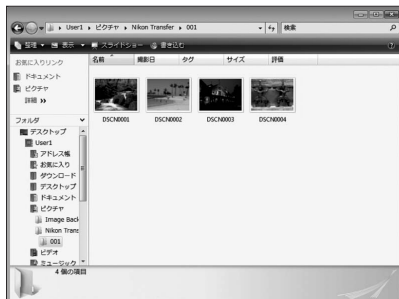 User1 ▸ ピクチャ ▸ Nikon Transfer ▸ 001
検索
整理 ▾ 表示 ▾ スライドショー 書き込む
お気に入りリンク
ドキュメント
ピクチャ
詳細 »
フォルダ
デスクトップ
User1
アドレス帳
お気に入り
ダウンロード
デスクトップ
ドキュメント
ピクチャ
Image Back
Nikon Trans
001
ビデオ
ミュージック
名前 撮影日 タグ サイズ 評価
DSCN0001 DSCN0002 DSCN0003 DSCN0004
4 個の項目